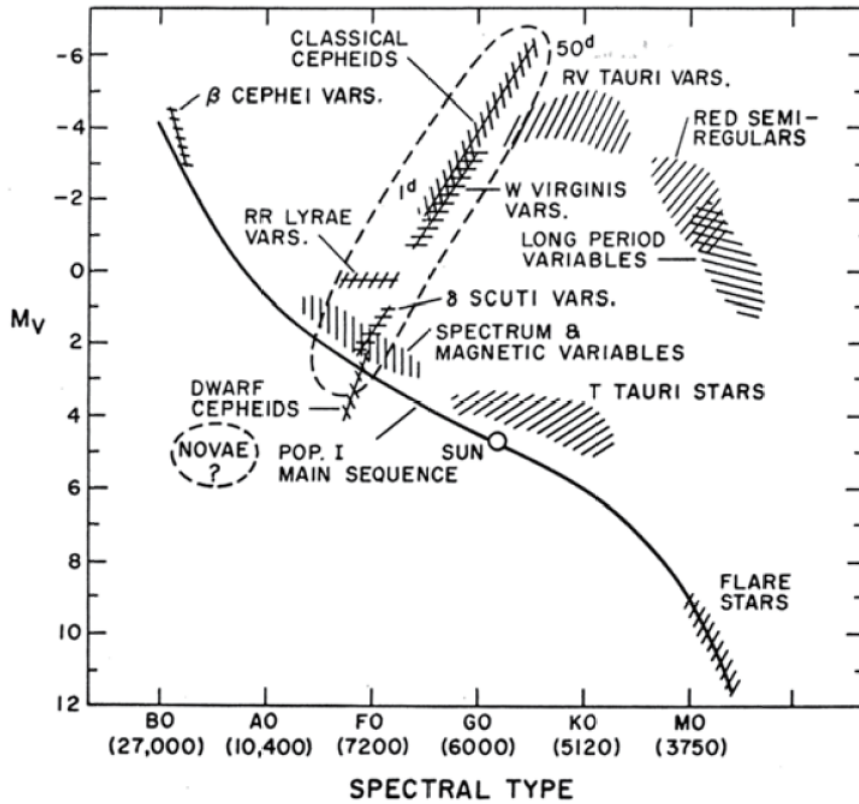 CLASSICAL
CEPHEIDS
50d
RV TAURI VARS.
β CEPHEI VARS.
RED SEMI-
REGULARS
1d
W VIRGINIS
VARS.
RR LYRAE
VARS.
LONG PERIOD
VARIABLES
δ SCUTI VARS.
SPECTRUM &
MAGNETIC VARIABLES
DWARF
CEPHEIDS
T TAURI STARS
NOVAE
?
POP. I
MAIN SEQUENCE
SUN
FLARE
STARS
MV
-6
-4
-2
0
2
4
6
8
10
12
BO AO FO GO KO MO
(27,000) (10,400) (7200) (6000) (5120) (3750)
SPECTRAL TYPE